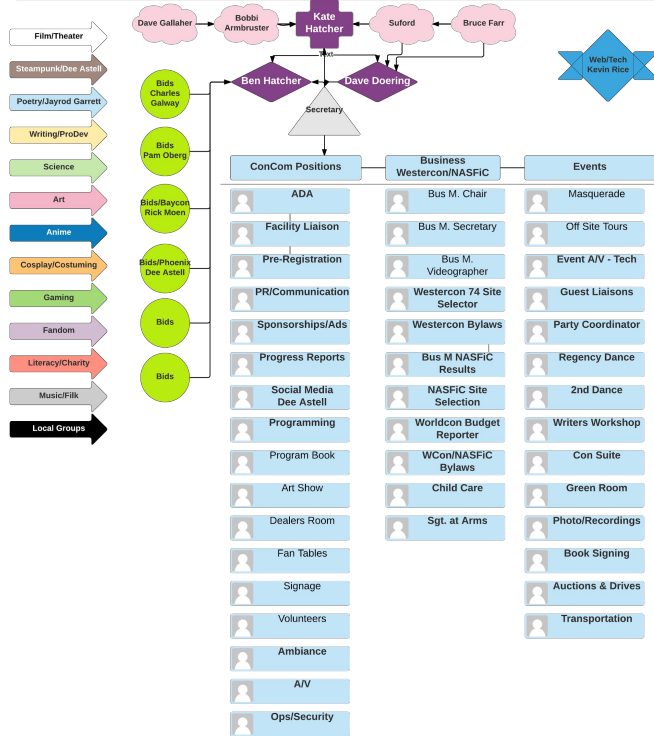 Dave Gallaher
Bobbi
Armbruster
Kate
Hatcher
Suford
Bruce Farr
Text
Ben Hatcher
Dave Doering
Secretary
Web/Tech
Kevin Rice
Film/Theater
Steampunk/Dee Astell
Poetry/Jayrod Garrett
Writing/ProDev
Science
Art
Anime
Cosplay/Costuming
Gaming
Fandom
Literacy/Charity
Music/Filk
Local Groups
Bids
Charles
Galway
Bids
Pam Oberg
Bids/Baycon
Rick Moen
Bids/Phoenix
Dee Astell
Bids
Bids
ConCom Positions
ADA
Facility Liaison
Pre-Registration
PR/Communication
Sponsorships/Ads
Progress Reports
Social Media
Dee Astell
Programming
Program Book
Art Show
Dealers Room
Fan Tables
Signage
Volunteers
Ambiance
A/V
Ops/Security
Business
Westercon/NASFiC
Bus M. Chair
Bus M. Secretary
Bus M.
Videographer
Westercon 74 Site
Selector
Westercon Bylaws
Bus M NASFiC
Results
NASFiC Site
Selection
Worldcon Budget
Reporter
WCon/NASFiC
Bylaws
Child Care
Sgt. at Arms
Events
Masquerade
Off Site Tours
Event A/V - Tech
Guest Liaisons
Party Coordinator
Regency Dance
2nd Dance
Writers Workshop
Con Suite
Green Room
Photo/Recordings
Book Signing
Auctions & Drives
Transportation